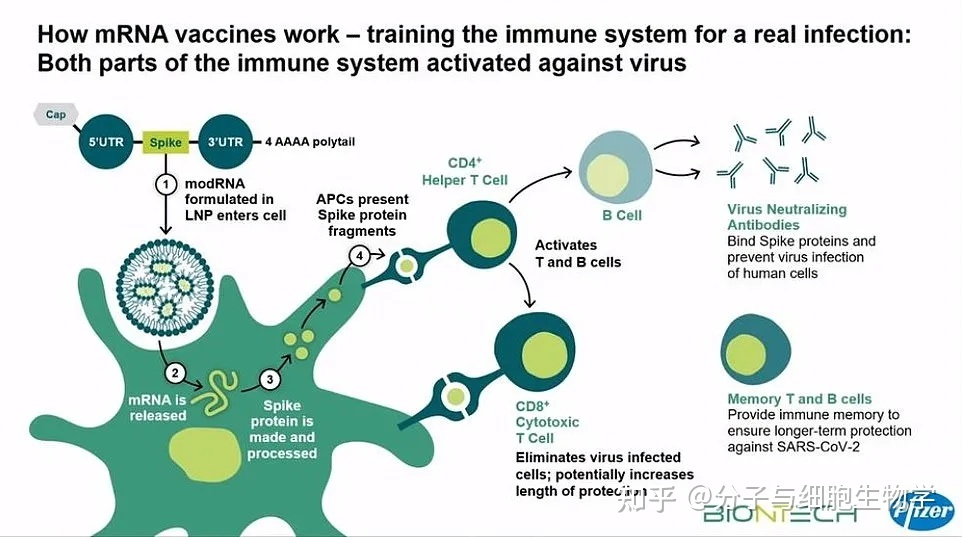 How mRNA vaccines work – training the immune system for a real infection:
Both parts of the immune system activated against virus
Cap
5'UTR
Spike
3'UTR
4 AAAA polytail
1
modRNA
formulated in
LNP enters cell
APCs present
Spike protein
fragments
4
CD4+
Helper T Cell
B Cell
Activates
T and B cells
Virus Neutralizing
Antibodies
Bind Spike proteins and
prevent virus infection
of human cells
2
mRNA is
released
3
Spike
protein is
made and
processed
CD8+
Cytotoxic
T Cell
Eliminates virus infected
cells; potentially increases
length of protection
Memory T and B cells
Provide immune memory to
ensure longer-term protection
against SARS-CoV-2
知乎 @分子与细胞生物学
BIONTECH
Pfizer